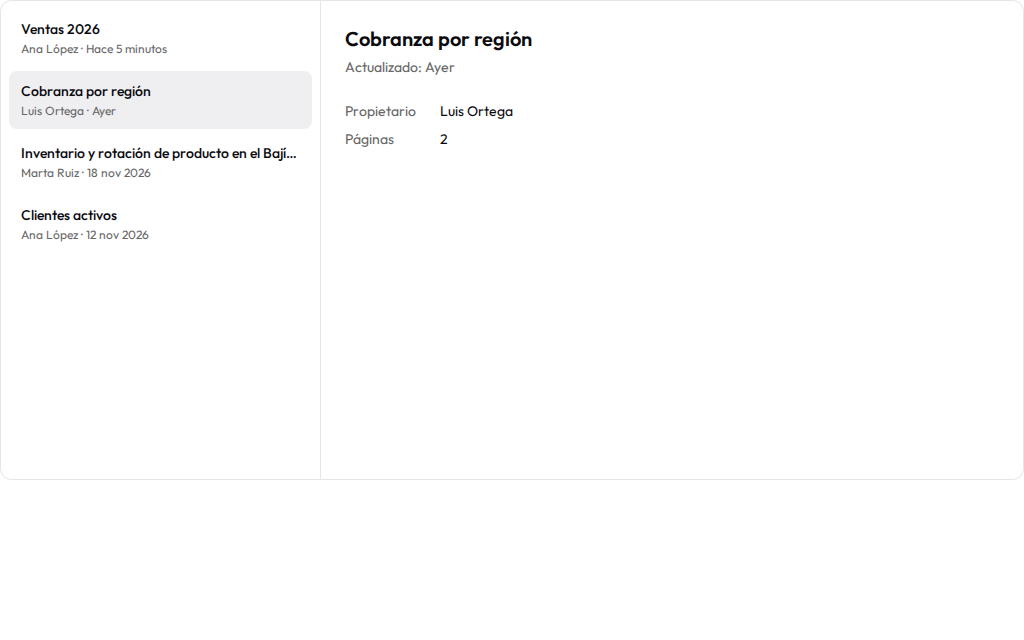 Ventas 2026
Ana López · Hace 5 minutos
Cobranza por región
Luis Ortega · Ayer
Inventario y rotación de producto en el Bají...
Marta Ruiz · 18 nov 2026
Clientes activos
Ana López · 12 nov 2026
Cobranza por región
Actualizado: Ayer
Propietario Luis Ortega
Páginas 2